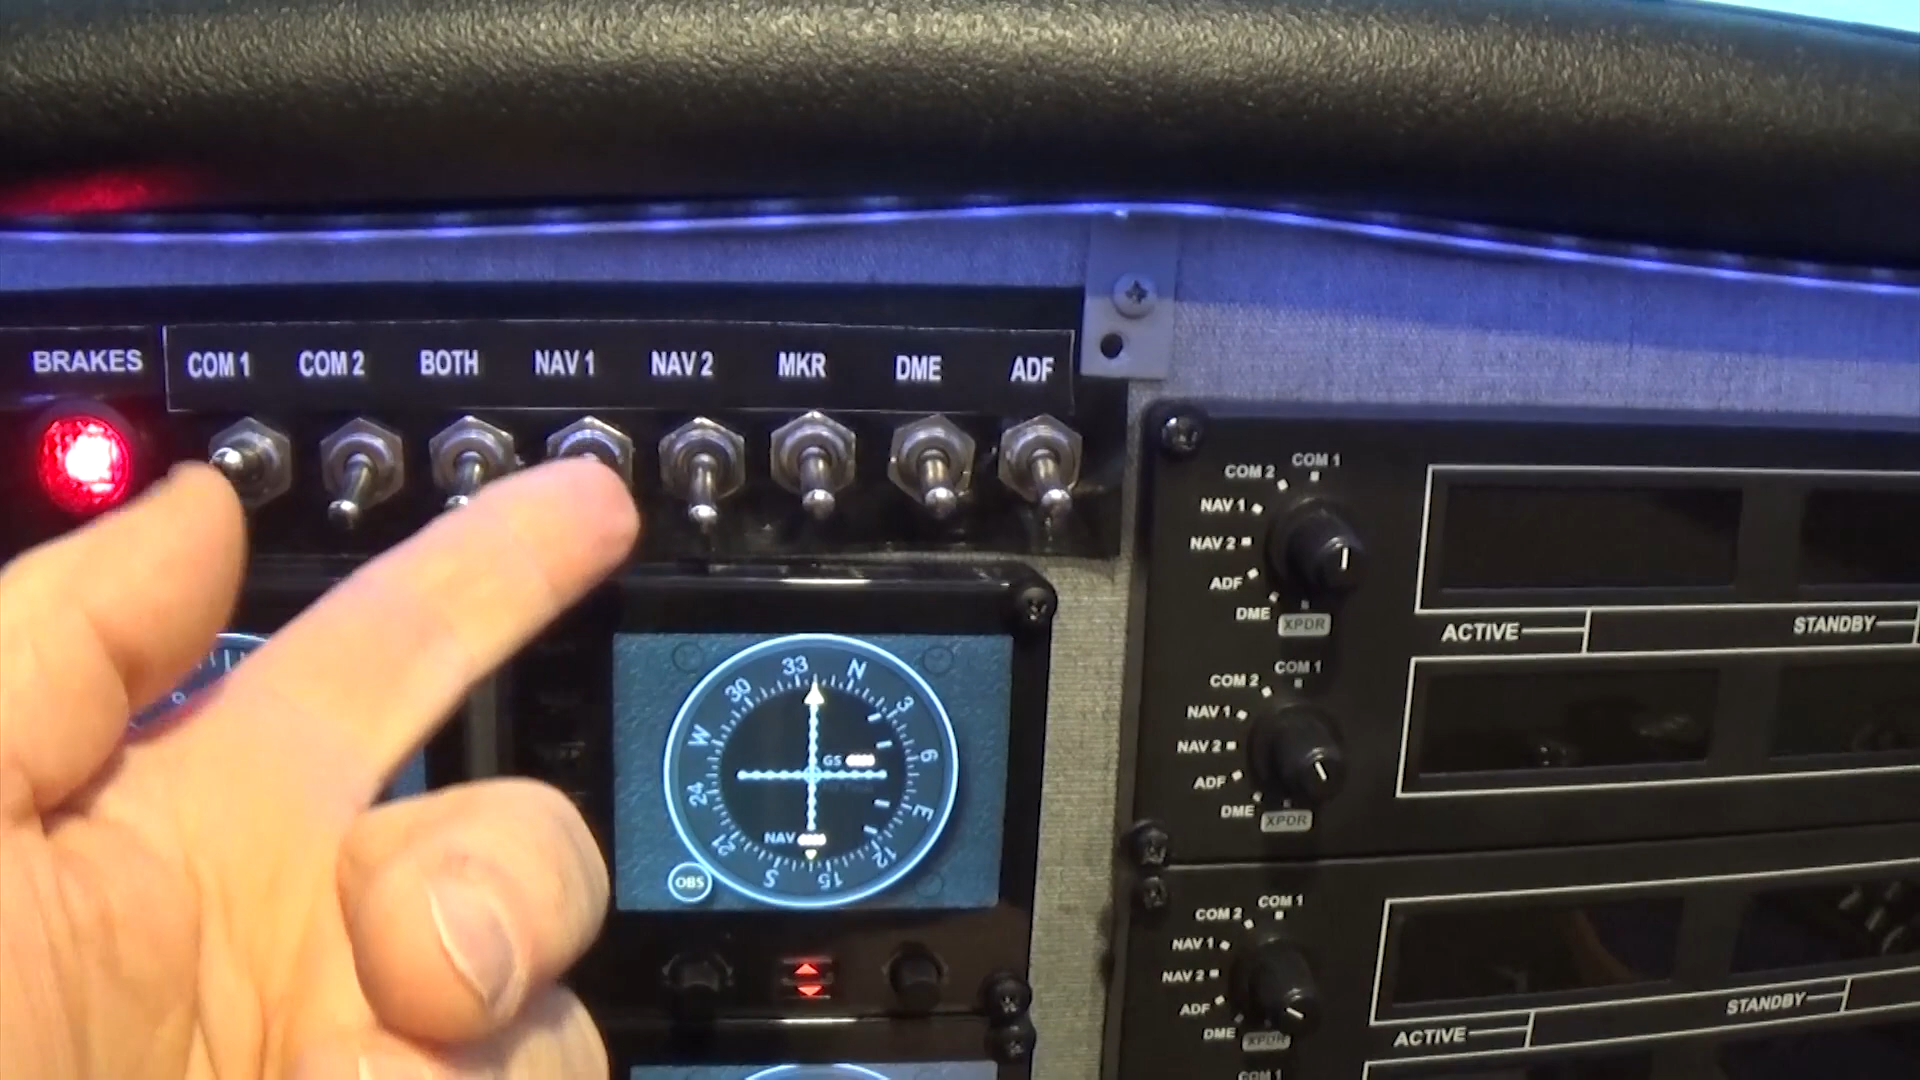 BRAKES
COM 1 COM 2 BOTH NAV 1 NAV 2 MKR DME ADF
COM 2 COM 1
NAV 1
NAV 2
ADF
DME XPDR
ACTIVE STANDBY
COM 2 COM 1
NAV 1
NAV 2
ADF
DME XPDR
33 N 3 6 E 12 15 S 21 24 W 30
GS
NAV
OBS
COM 2 COM 1
NAV 1
NAV 2
ADF
DME XPDR
ACTIVE STANDBY
COM 1